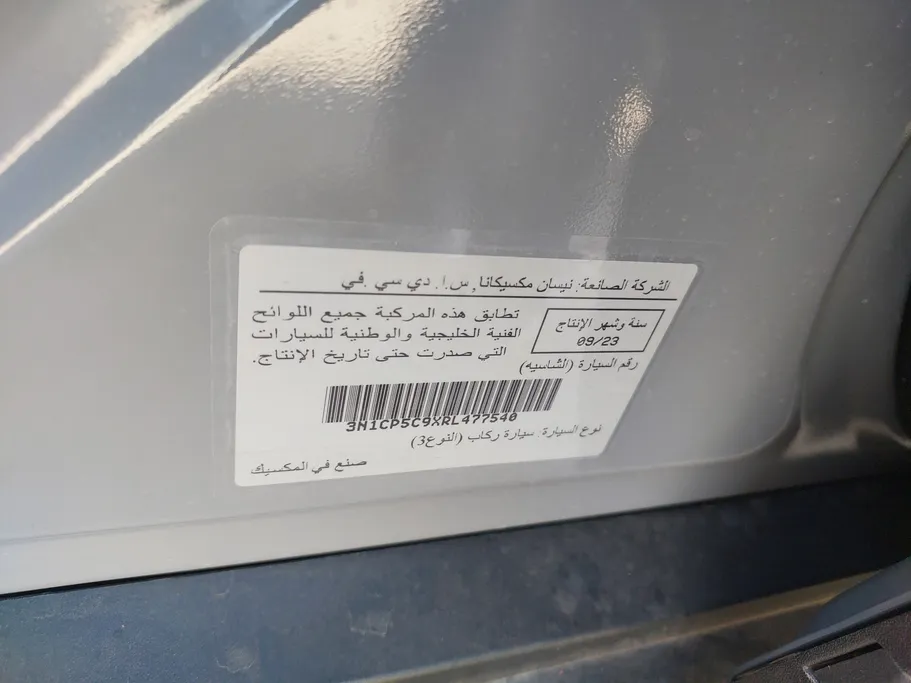 الشركة الصانعة: نيسان مكسيكانا, س.ا. دي سي .في
سنة وشهر الإنتاج
09/23
تطابق هذه المركبة جميع اللوائح
الفنية الخليجية والوطنية للسيارات
التي صدرت حتى تاريخ الإنتاج.
رقم السيارة (الشاسيه)
3N1CP5C9XRL477540
نوع السيارة: سيارة ركاب (النوع3)
صنع في المكسيك